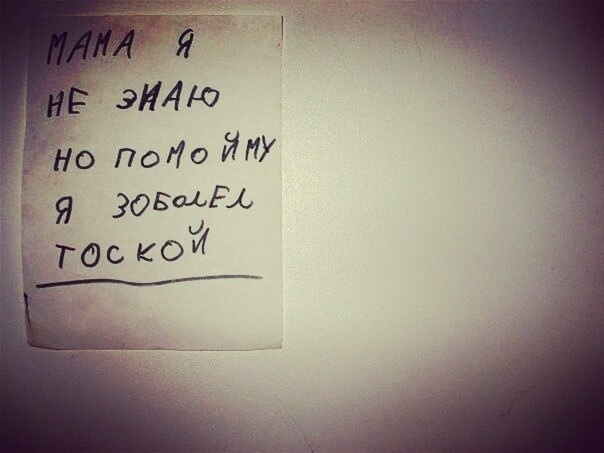 МАМА Я
НЕ ЗНАЮ
НО ПОМОЙМУ
Я ЗОБОЛЕЛ
ТОСКОЙ